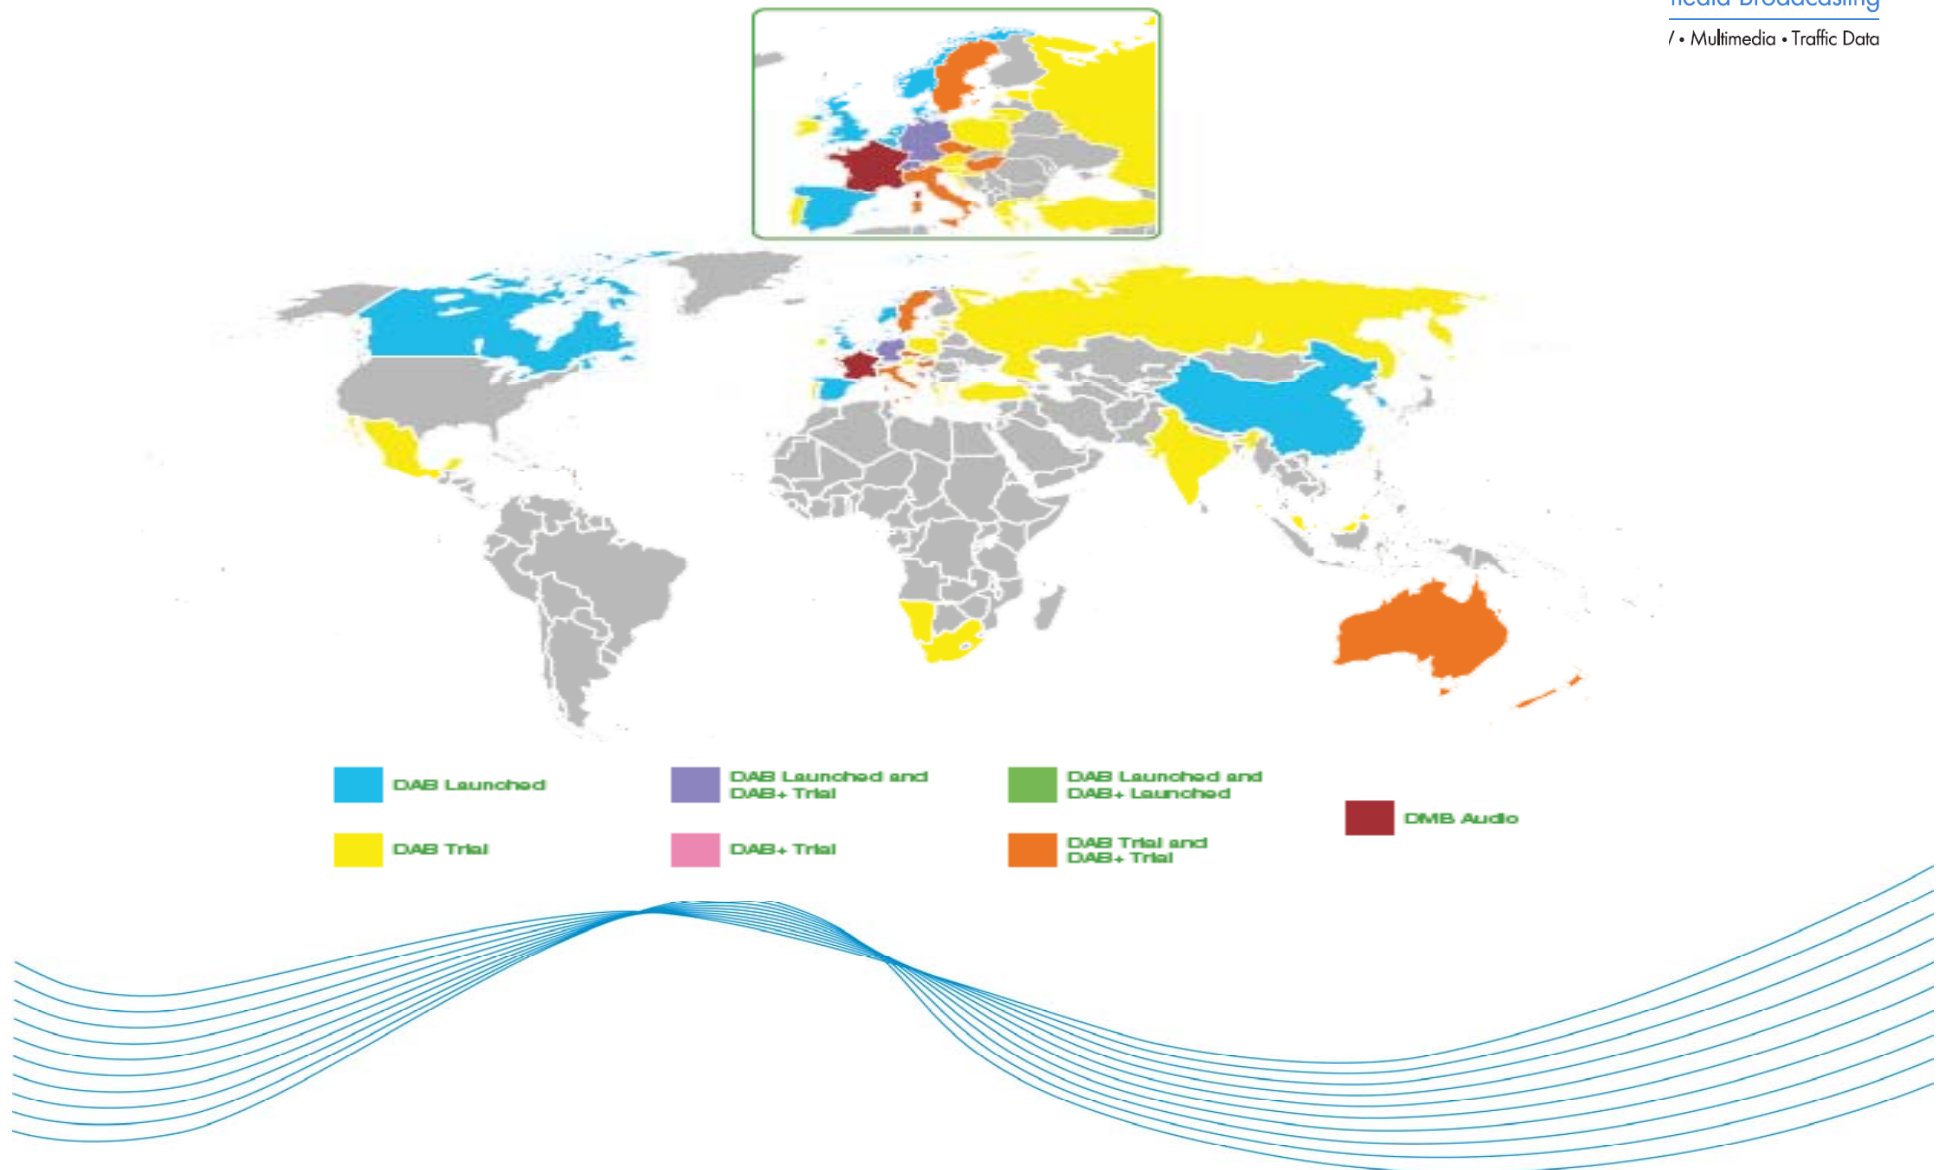 Broadcasting
• Multimedia • Traffic Data
DAB Launched
DAB Launched and
DAB+ Trial
DAB Launched and
DAB+ Launched
DMB Audio
DAB Trial
DAB+ Trial
DAB Trial and
DAB+ Trial